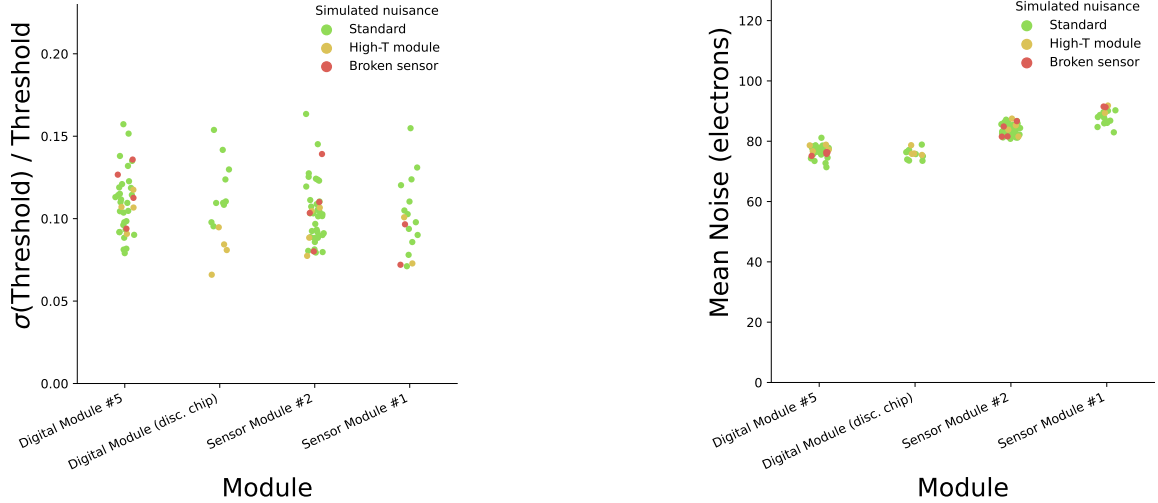 Simulated nuisance
Standard
High-T module
Broken sensor
σ(Threshold) / Threshold
0.20
0.15
0.10
0.05
0.00
Digital Module #5
Digital Module (disc. chip)
Sensor Module #2
Sensor Module #1
Module
Simulated nuisance
Standard
High-T module
Broken sensor
Mean Noise (electrons)
120
100
80
60
40
20
0
Digital Module #5
Digital Module (disc. chip)
Sensor Module #2
Sensor Module #1
Module